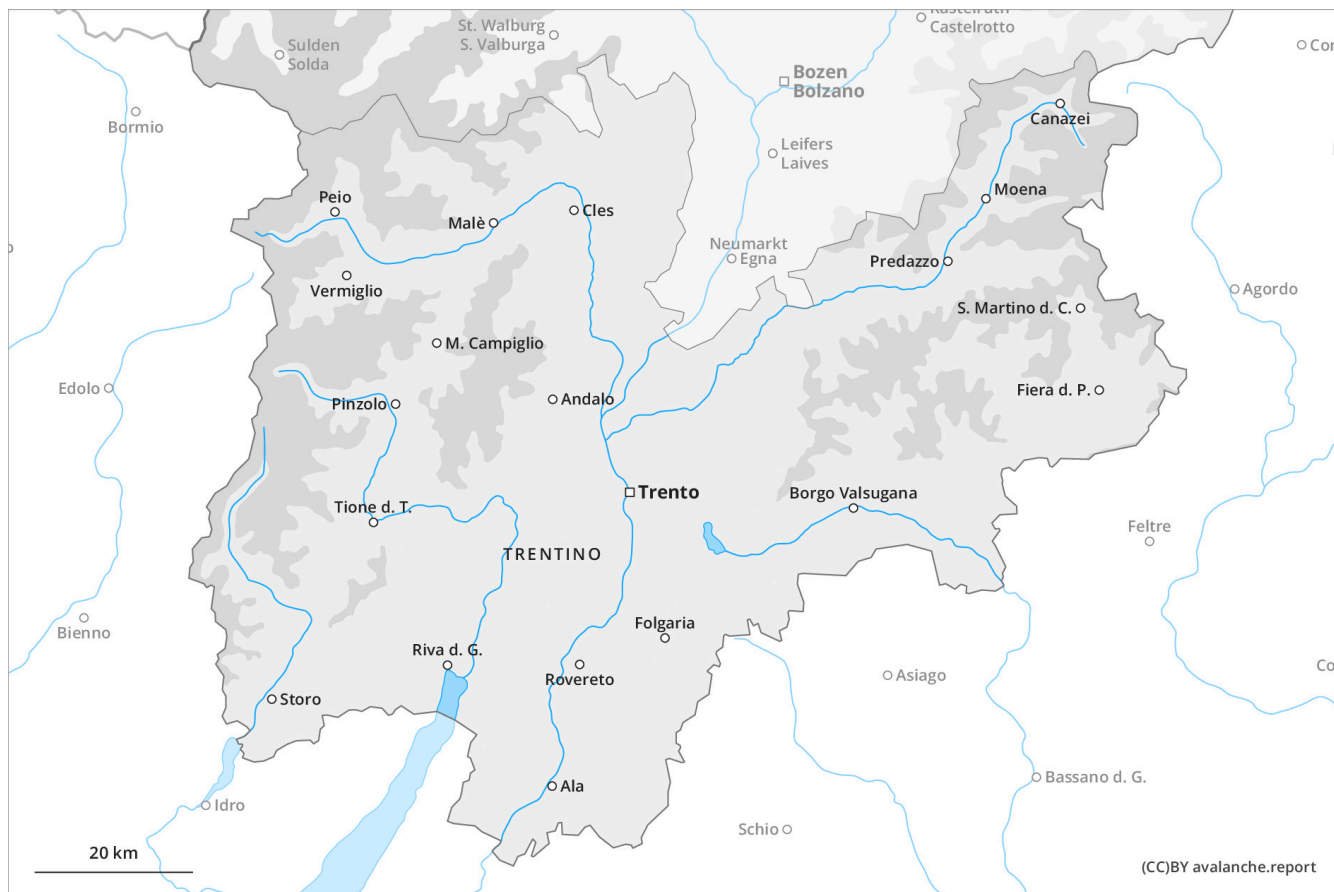 Kastelruth
Castelrotto
St. Walburg
S. Valburga
Sulden
Solda
Cor
Bozen
Bolzano
Bormio
Canazei
Leifers
Laives
Peio
Moena
Malè
Cles
Neumarkt
Egna
Predazzo
Vermiglio
Agordo
S. Martino d. C.
M. Campiglio
Edolo
Fiera d. P.
Andalo
Pinzolo
Trento
Borgo Valsugana
Tione d. T.
Feltre
TRENTINO
Bienno
Folgaria
Riva d. G.
Rovereto
Asiago
Co
Storo
Bassano d. G.
Ala
Idro
Schio
20 km
(CC)BY avalanche.report